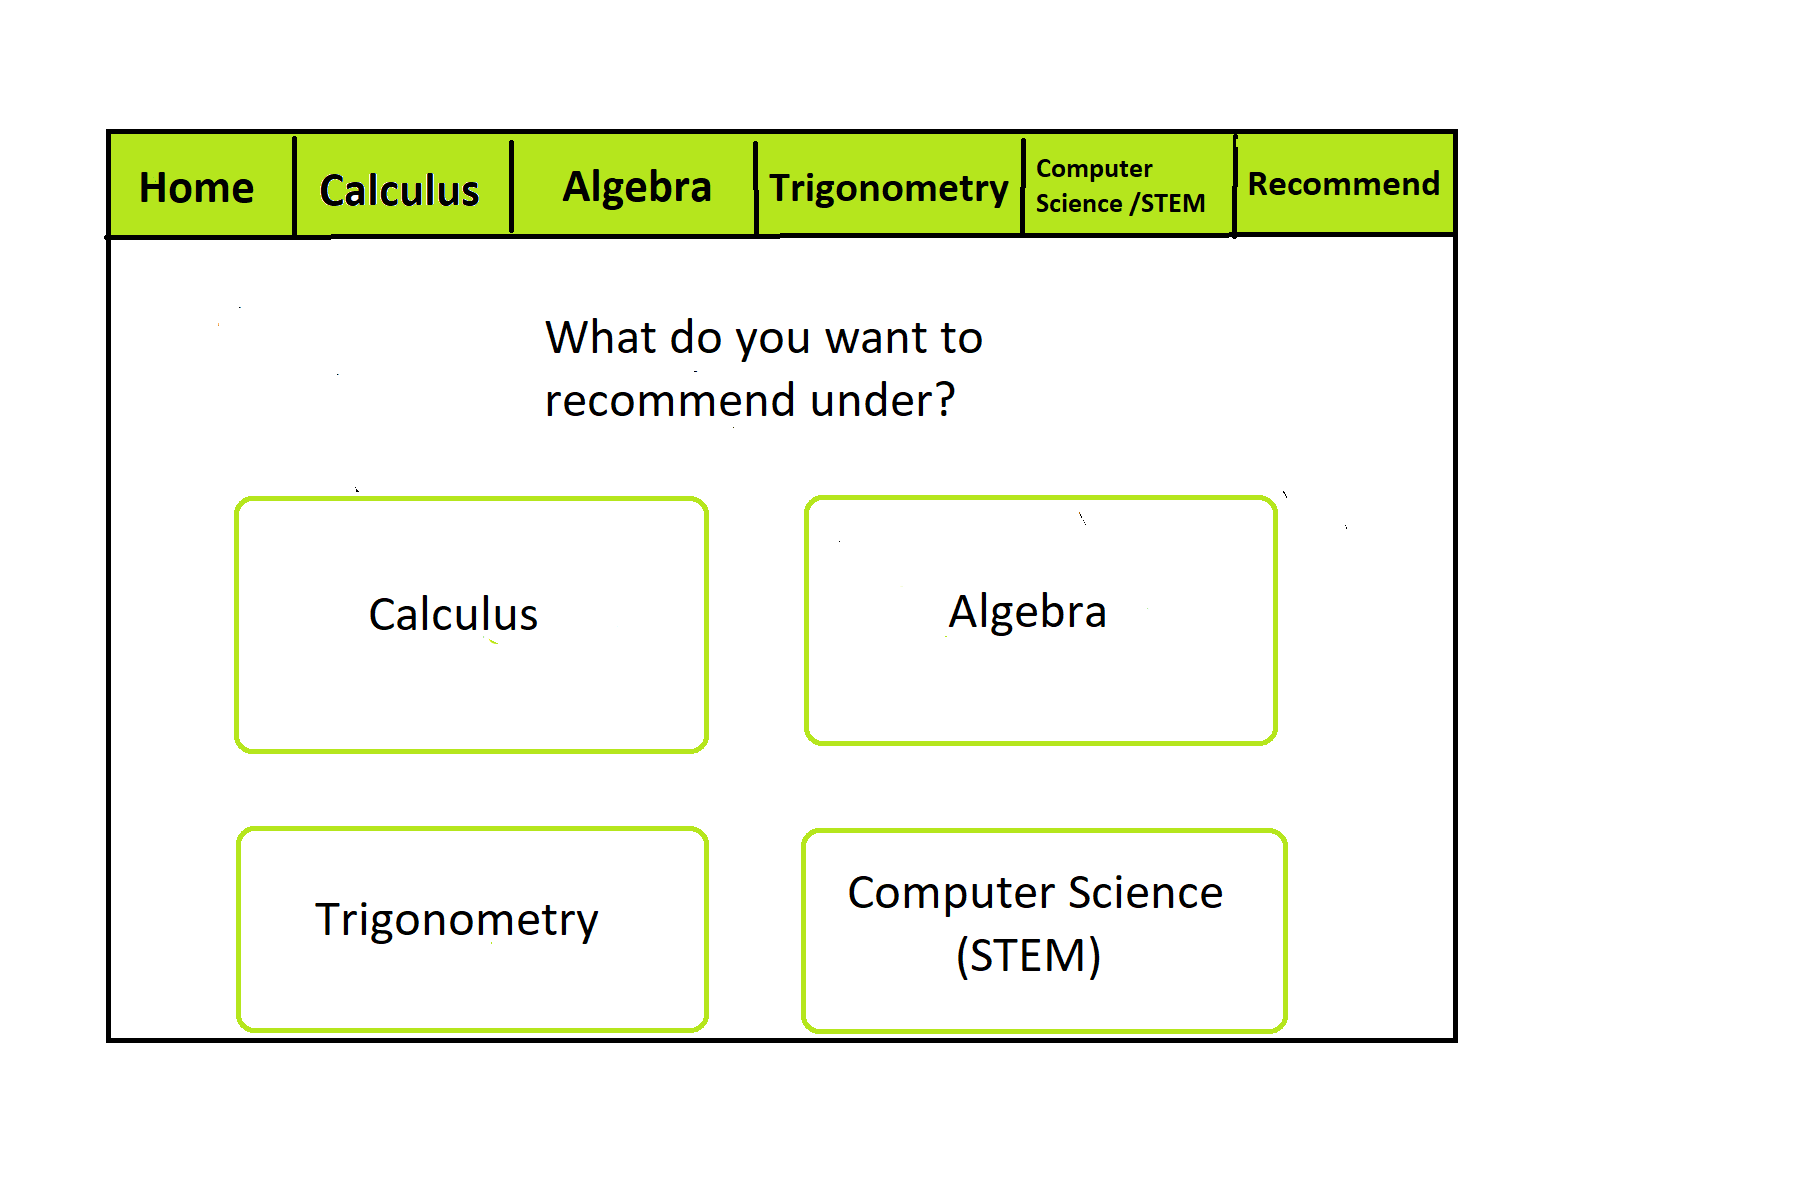 Home
Calculus
Algebra
Trigonometry
Computer
Science /STEM
Recommend
What do you want to
recommend under?
Calculus
Algebra
Trigonometry
Computer Science
(STEM)